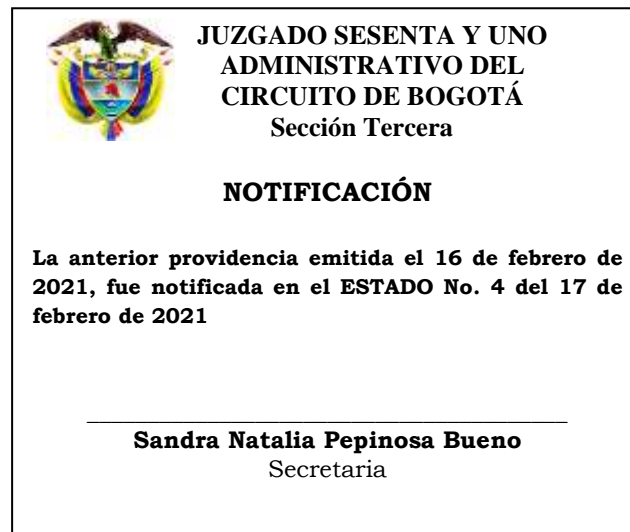 JUZGADO SESENTA Y UNO
ADMINISTRATIVO DEL
CIRCUITO DE BOGOTÁ
Sección Tercera
NOTIFICACIÓN
La anterior providencia emitida el 16 de febrero de
2021, fue notificada en el ESTADO No. 4 del 17 de
febrero de 2021
Sandra Natalia Pepinosa Bueno
Secretaria